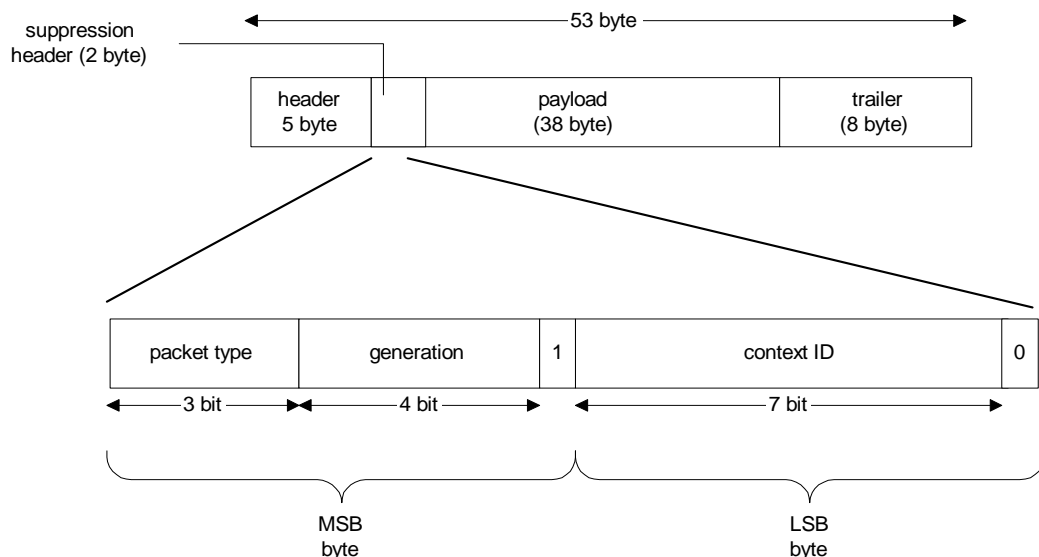 53 byte
suppression
header (2 byte)
header
5 byte
payload
(38 byte)
trailer
(8 byte)
packet type
generation
1
context ID
0
3 bit
4 bit
7 bit
MSB
byte
LSB
byte